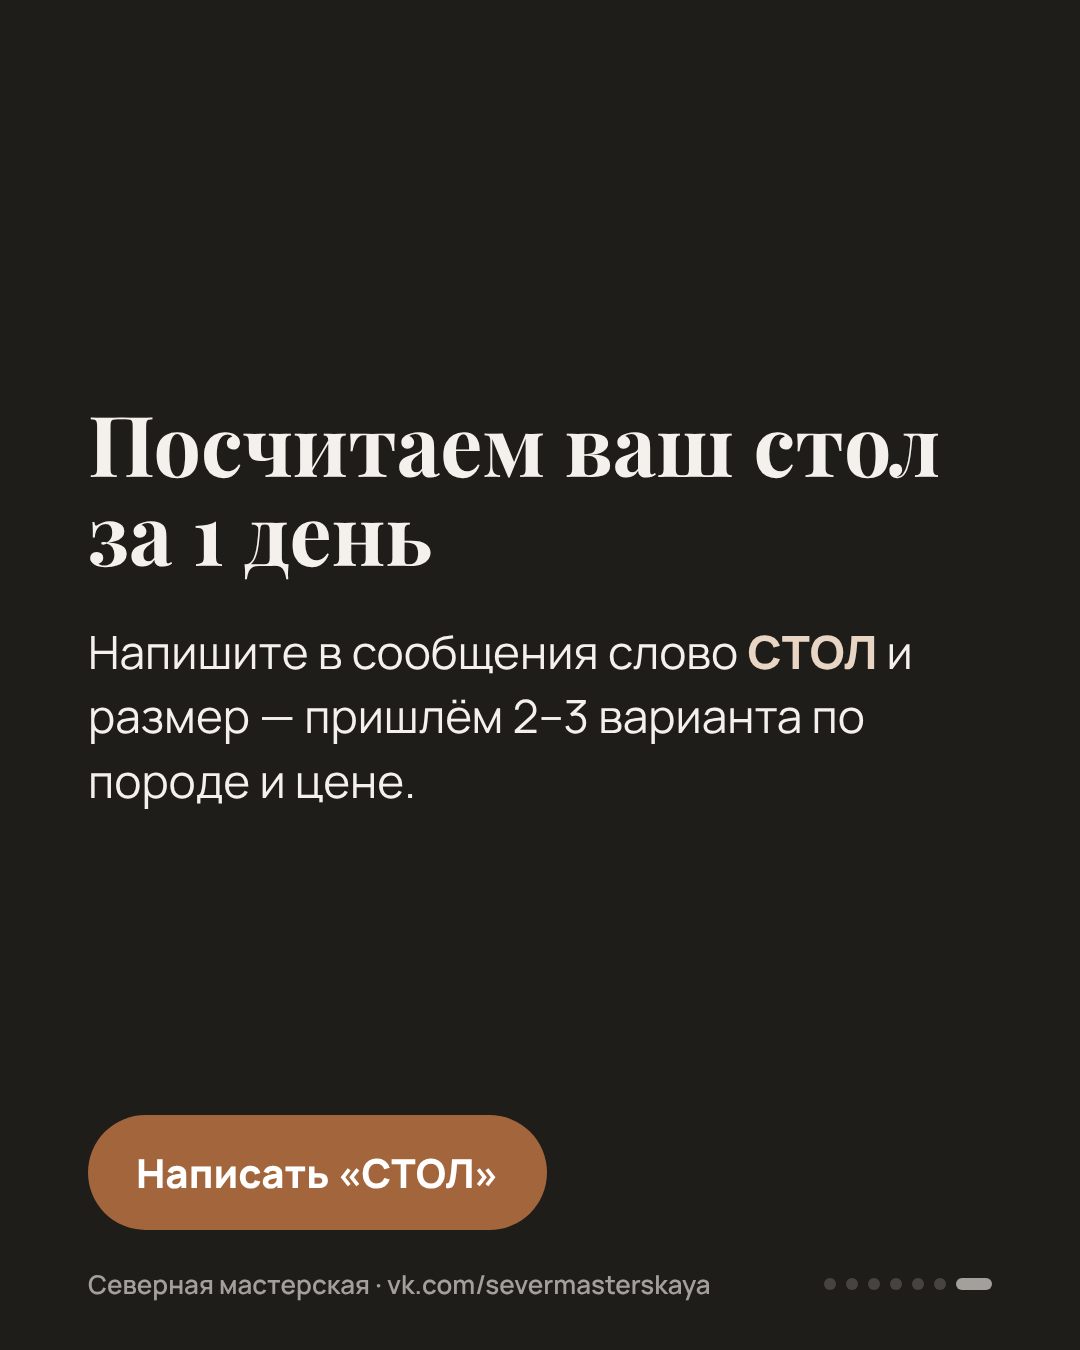 Посчитаем ваш стол
за 1 день
Напишите в сообщения слово СТОЛ и
размер — пришлём 2–3 варианта по
породе и цене.
Написать «СТОЛ»
Северная мастерская · vk.com/severmasterskaya